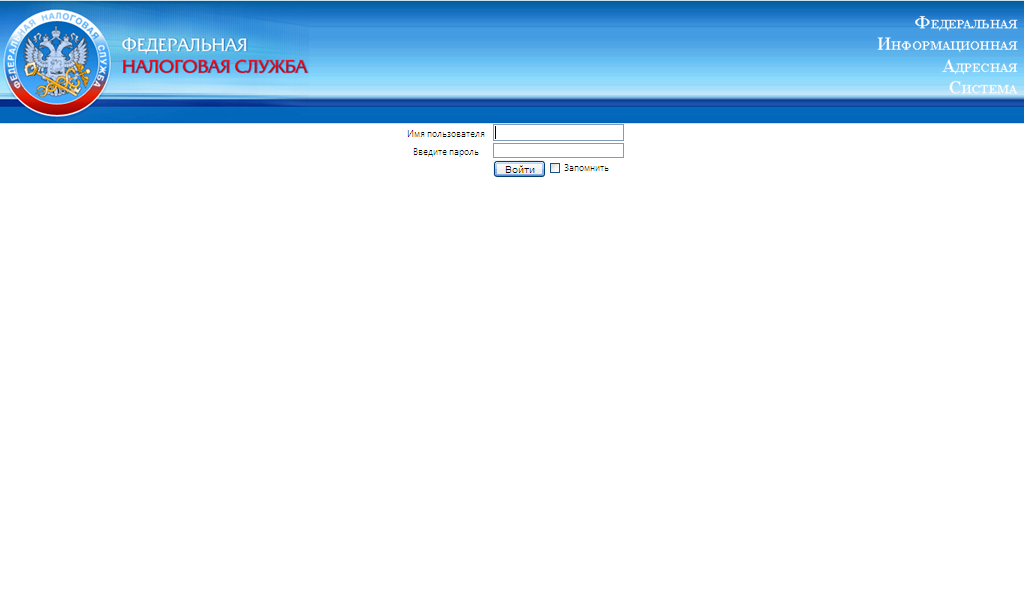 ФЕДЕРАЛЬНАЯ НАЛОГОВАЯ СЛУЖБА
ФЕДЕРАЛЬНАЯ
НАЛОГОВАЯ СЛУЖБА
Федеральная
Информационная
Адресная
Система
Имя пользователя
Введите пароль
Войти Запомнить